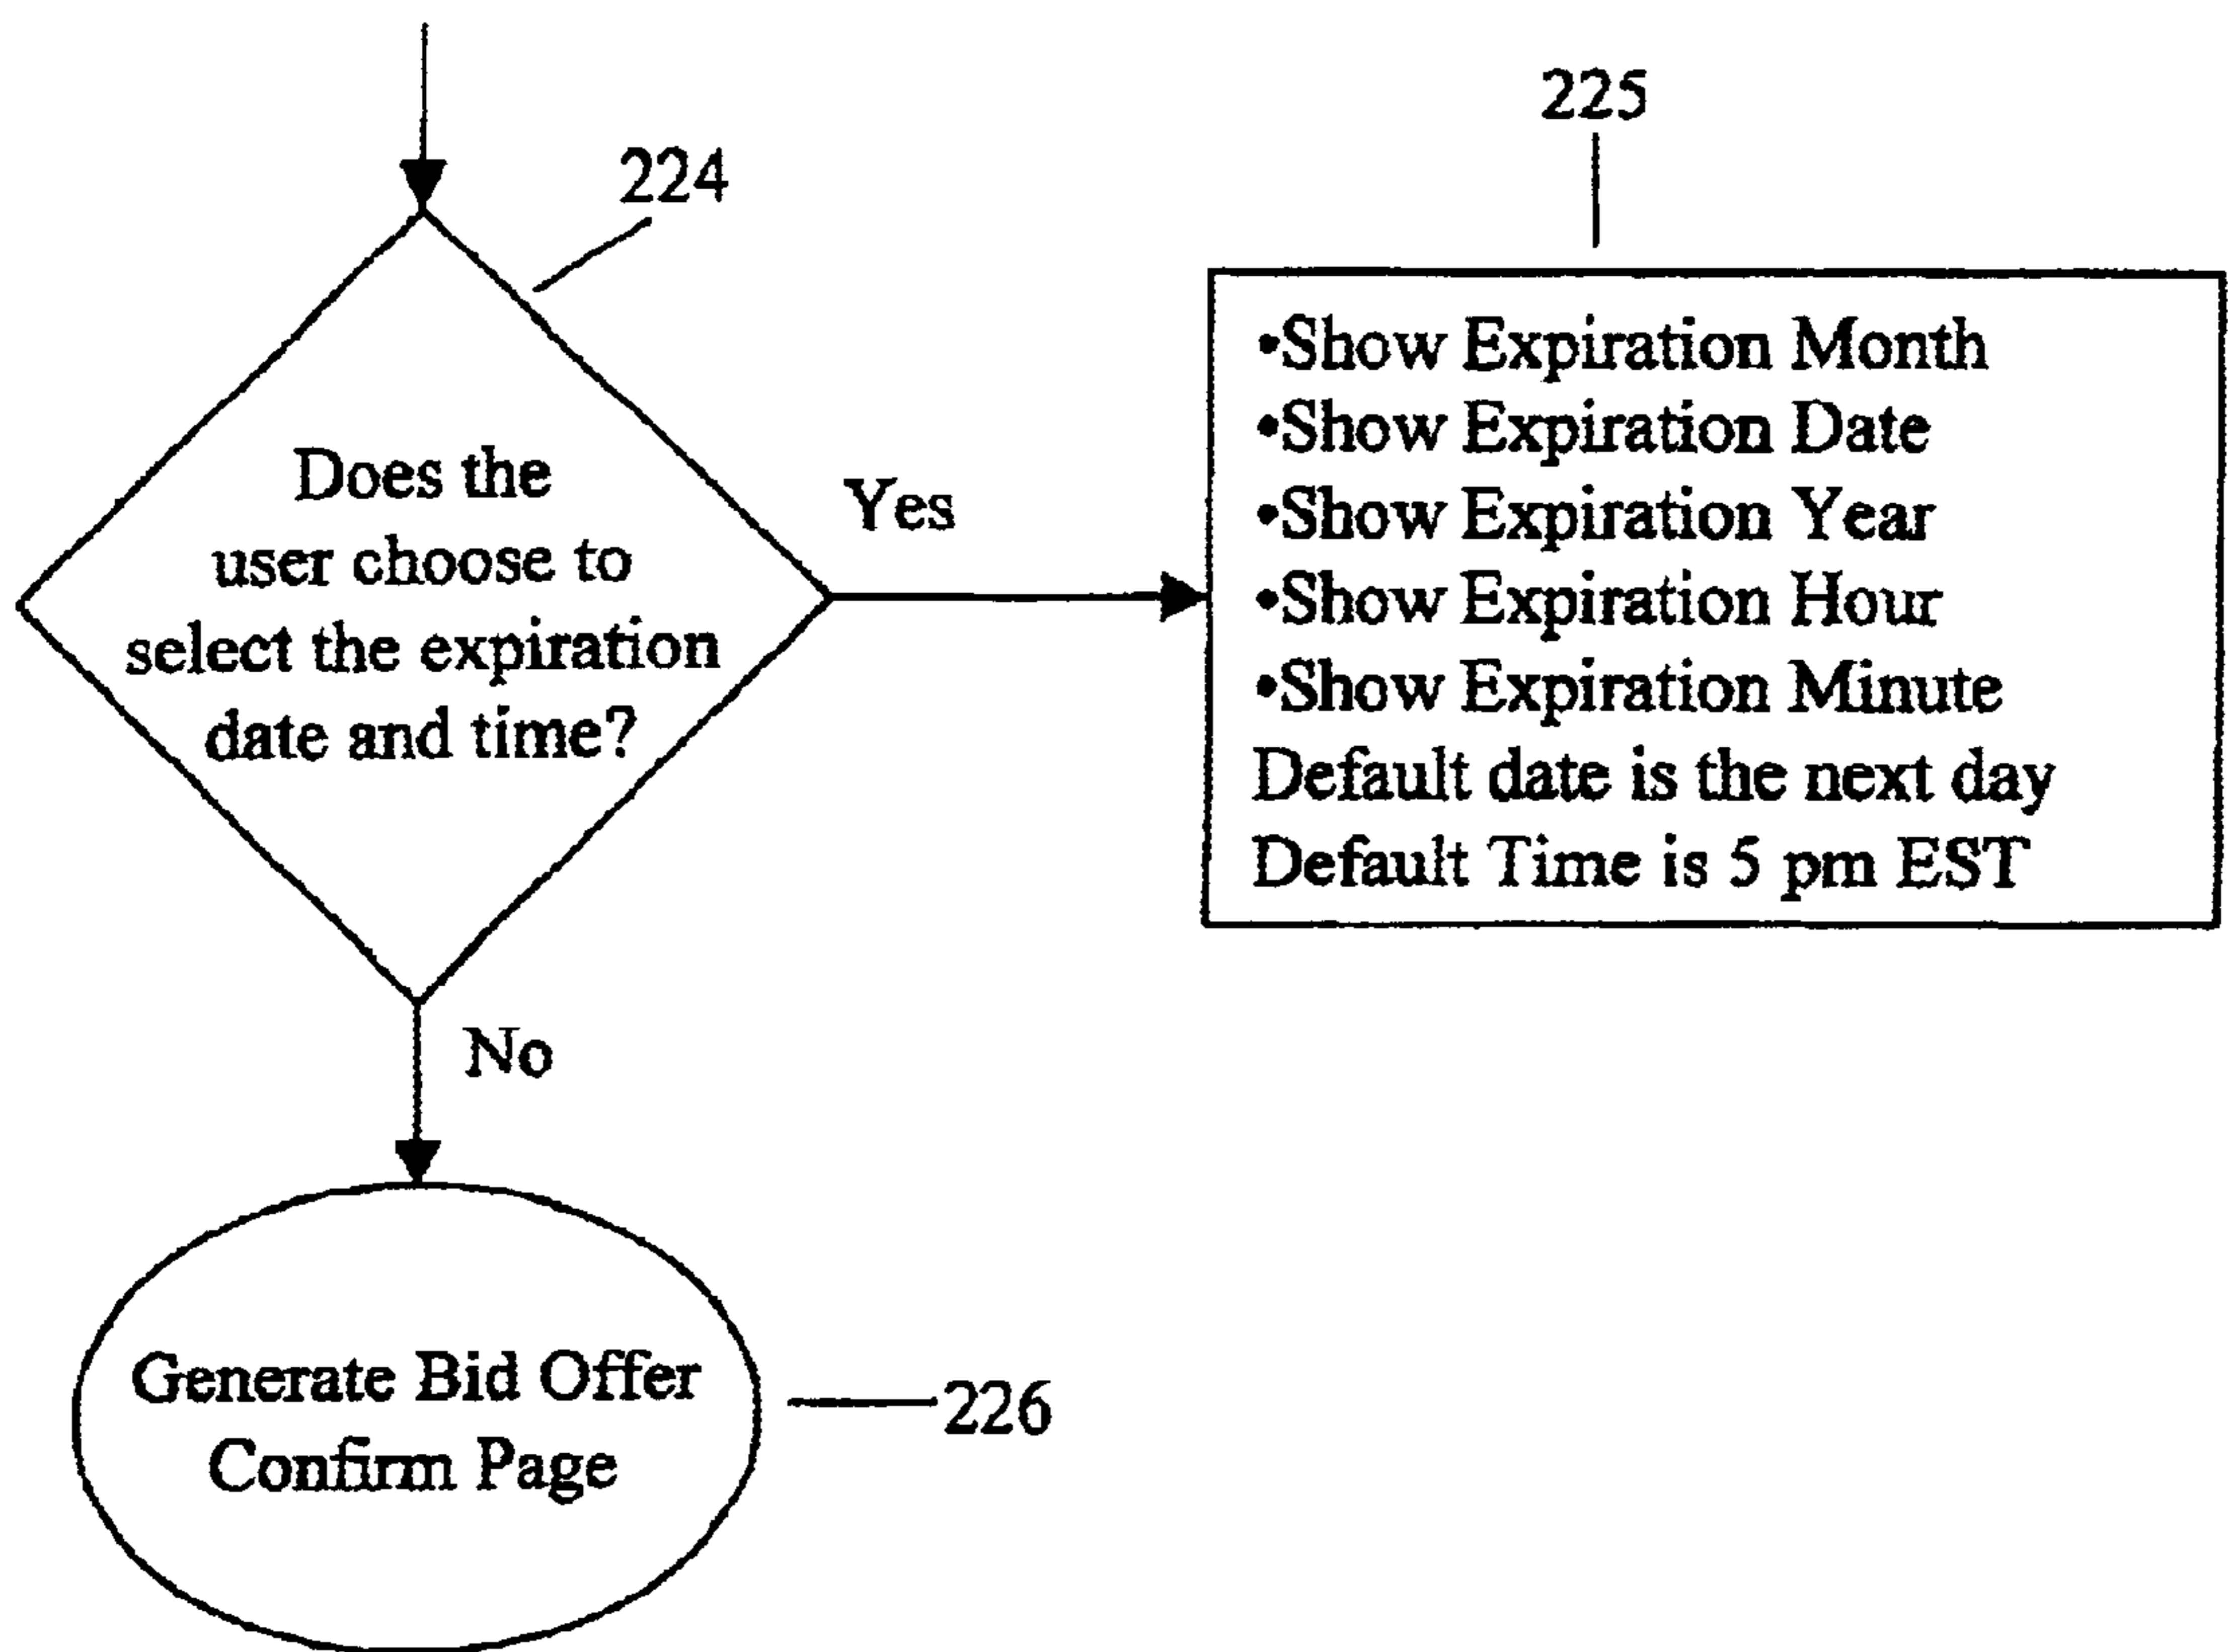 224
225
Does the
user choose to
select the expiration
date and time?
Yes
•Show Expiration Month
•Show Expiration Date
•Show Expiration Year
•Show Expiration Hour
•Show Expiration Minute
Default date is the next day
Default Time is 5 pm EST
No
Generate Bid Offer
Confirm Page
226